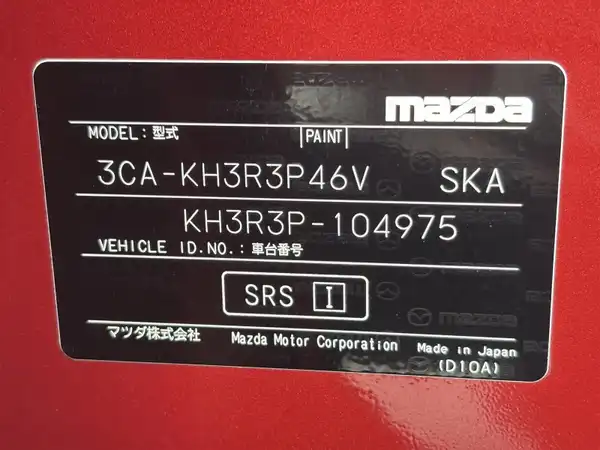 mazda
MODEL:型式 PAINT
3CA-KH3R3P46V SKA
KH3R3P-104975
VEHICLE ID.NO.:車台番号
SRS I
マツダ株式会社 Mazda Motor Corporation Made in Japan
(D10A)